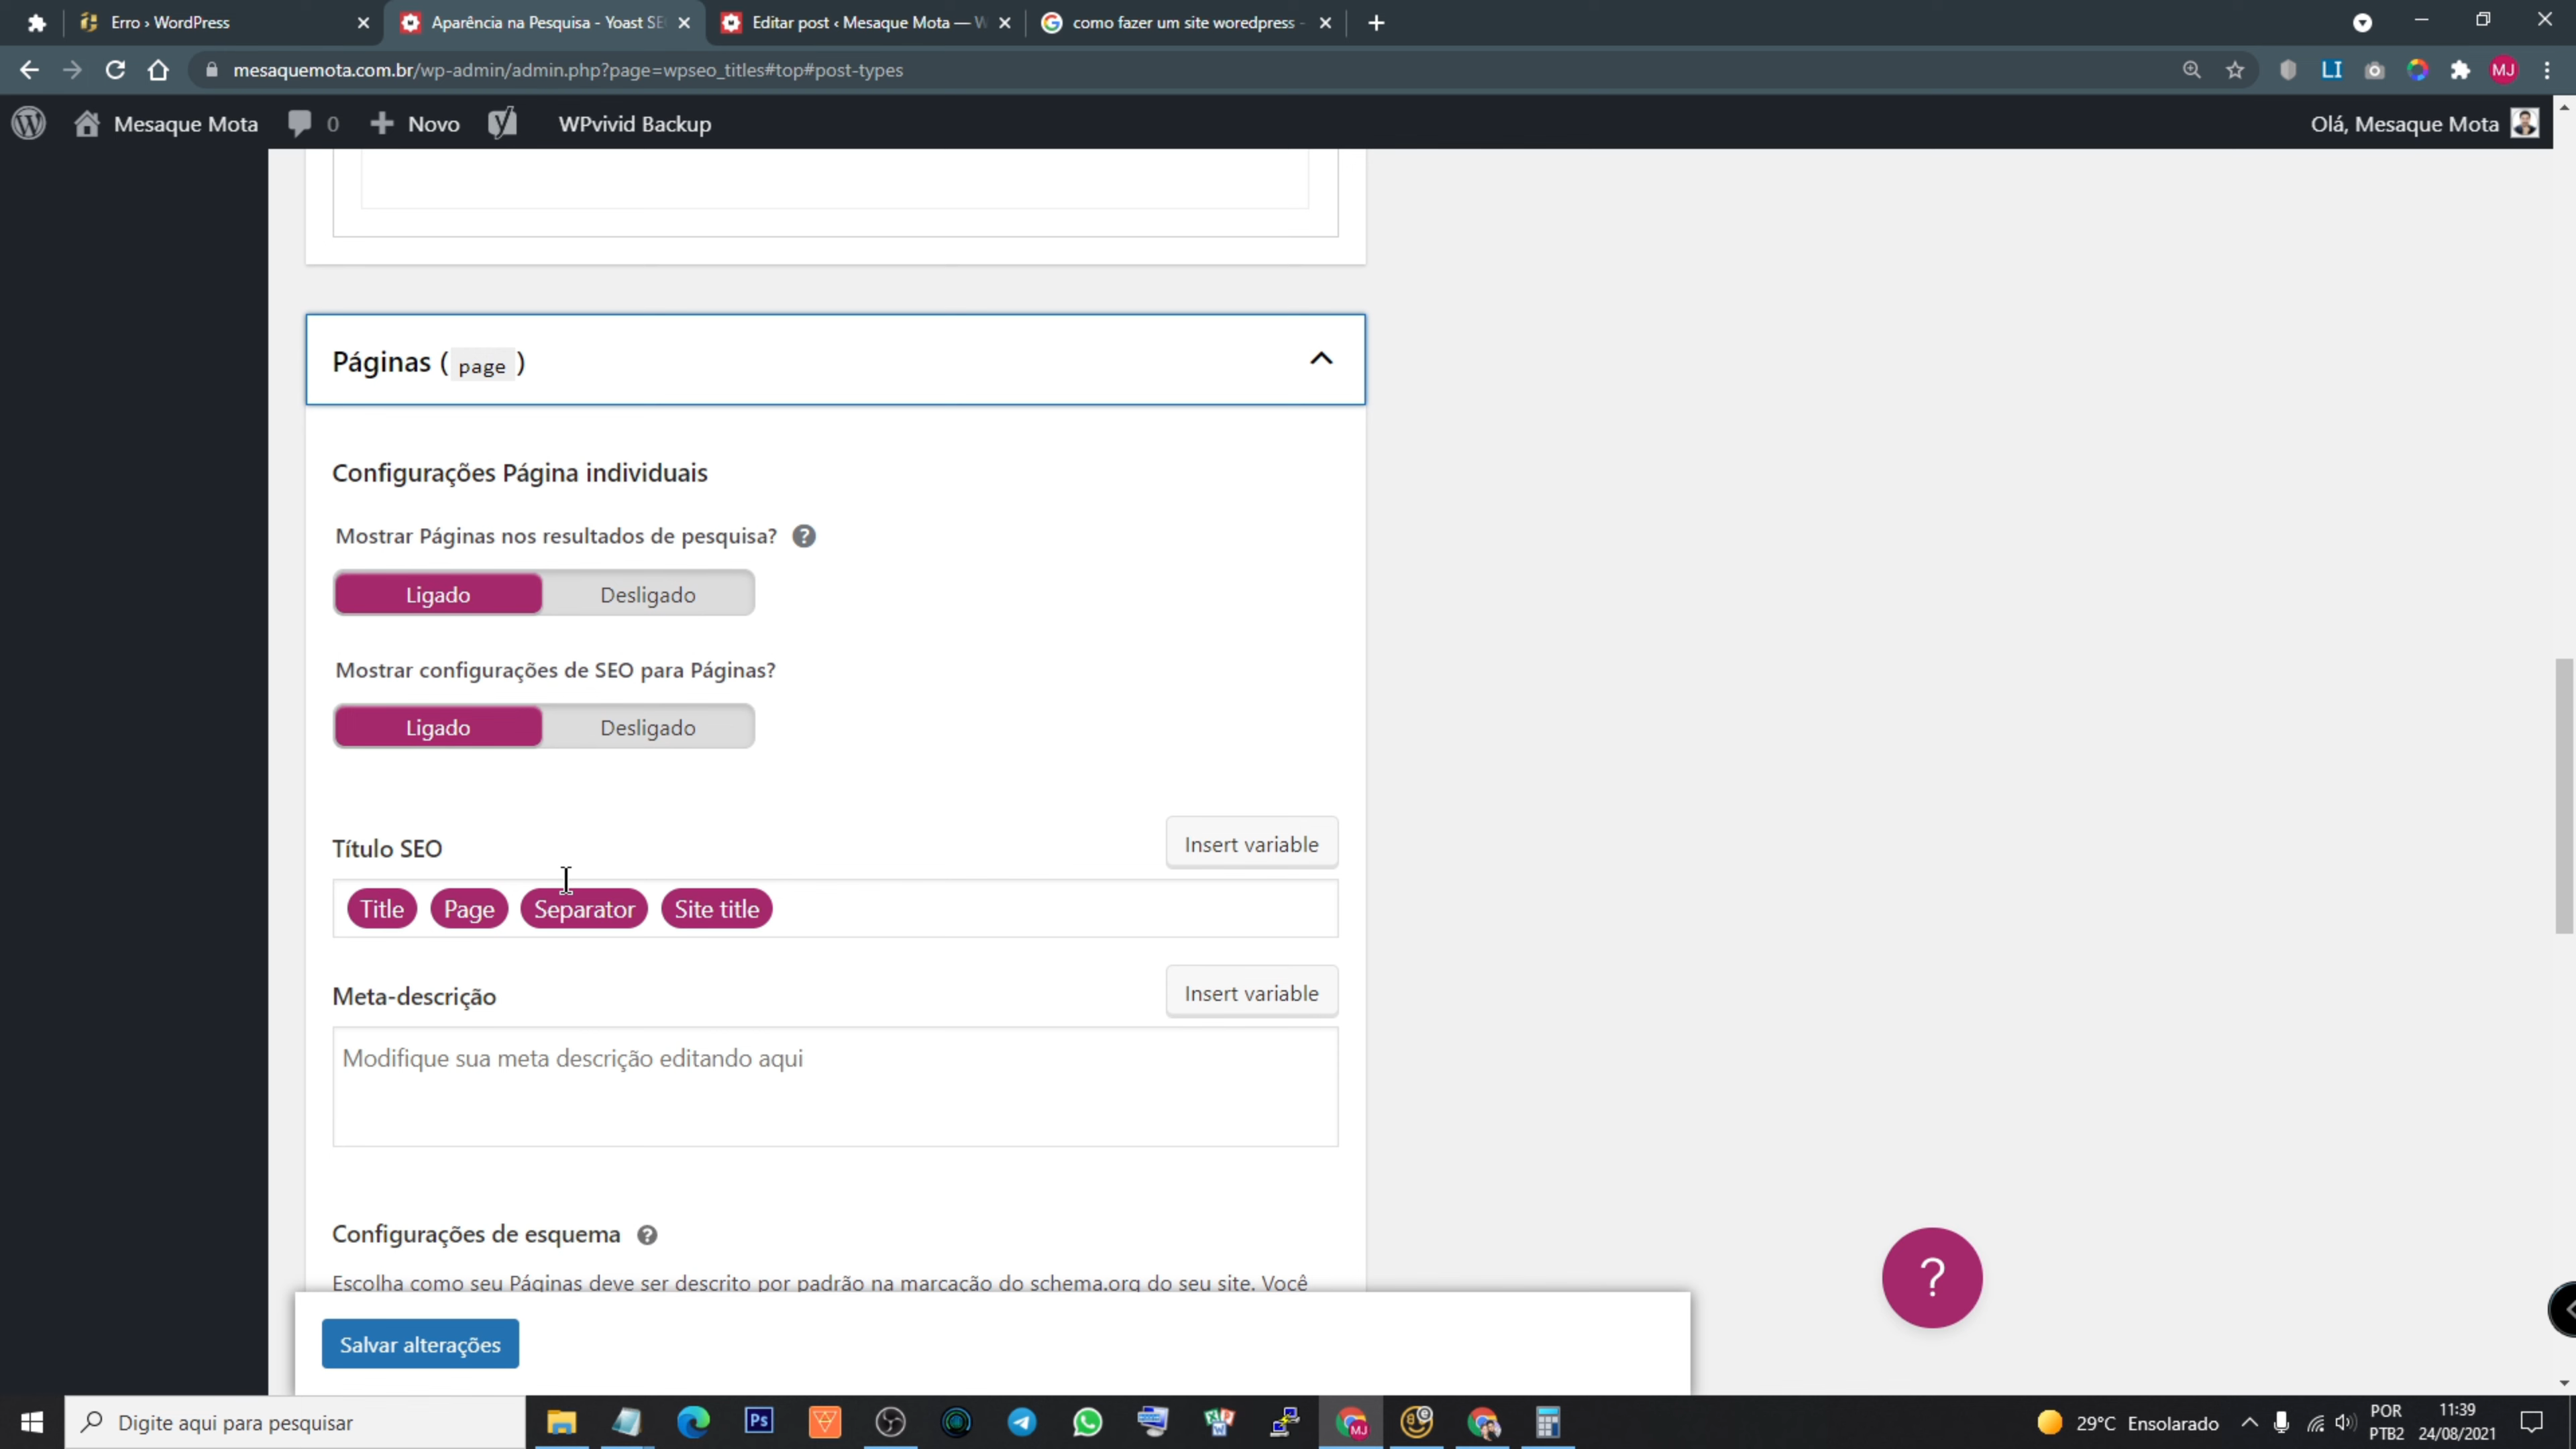 Erro › WordPress
Aparência na Pesquisa - Yoast SE
Editar post ‹ Mesaque Mota — W
como fazer um site woredpress -
mesaquemota.com.br/wp-admin/admin.php?page=wpseo_titles#top#post-types
LI
MJ
Mesaque Mota
0
Novo
WPvivid Backup
Olá, Mesaque Mota
Páginas ( page )
Configurações Página individuais
Mostrar Páginas nos resultados de pesquisa? ?
Ligado
Desligado
Mostrar configurações de SEO para Páginas?
Ligado
Desligado
Título SEO
Insert variable
Title
Page
Separator
Site title
Meta-descrição
Insert variable
Modifique sua meta descrição editando aqui
Configurações de esquema ?
Escolha como seu Páginas deve ser descrito por padrão na marcação do schema.org do seu site. Você
?
Salvar alterações
Digite aqui para pesquisar
Ps
MJ
29°C Ensolarado
POR
PTB2
11:39
24/08/2021